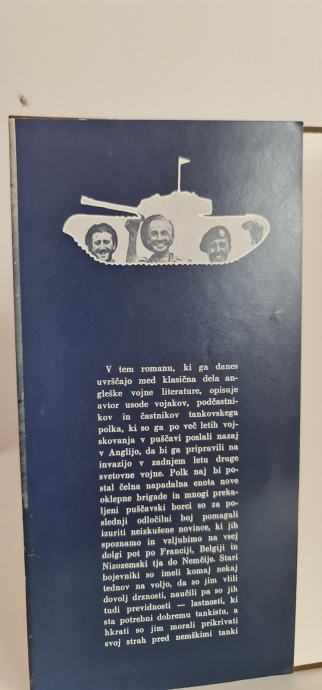 V tem romanu, ki ga danes
uvrščajo med klasična dela an-
gleške vojne literature, opisuje
avtor usode vojakov, podčastni-
kov in častnikov tankovskega
polka, ki so ga po več letih voj-
skovanja v puščavi poslali nazaj
v Anglijo, da bi ga pripravili na
invazijo v zadnjem letu druge
svetovne vojne. Polk naj bi po-
stal čelna napadalna enota nove
oklepne brigade in mnogi preka-
ljeni puščavski borci so za po-
slednji odločilni boj pomagali
izuriti neizkušene novince, ki jih
spoznamo in vzljubimo na vsej
dolgi pot po Franciji, Belgiji in
Nizozemski tja do Nemčije. Stari
bojevniki so imeli komaj nekaj
tednov na voljo, da so jim vlili
dovolj drznosti, naučili pa so jih
tudi previdnosti — lastnosti, ki
sta potrebni dobremu tankistu, a
hkrati so jim morali prikrivati
svoj strah pred nemškimi tanki